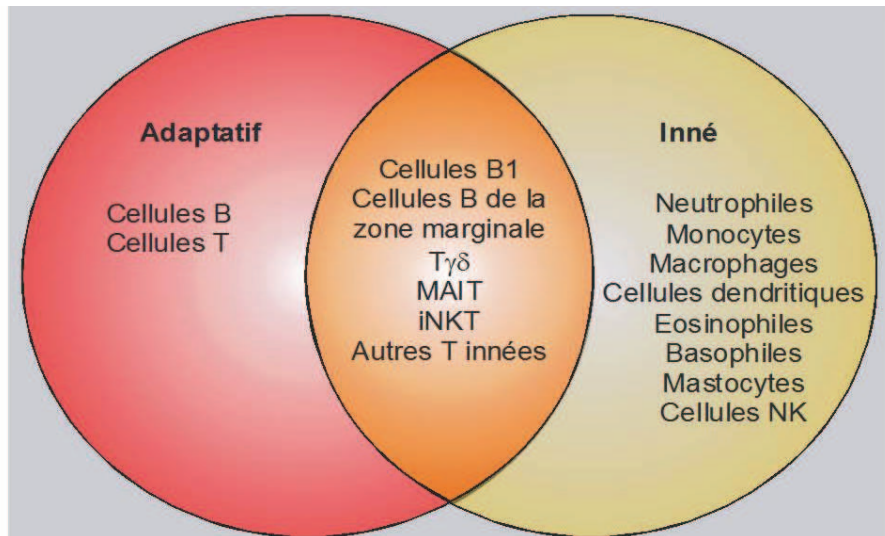 Adaptatif
Cellules B
Cellules T
Cellules B1
Cellules B de la
zone marginale
Tγδ
MAIT
iNKT
Autres T innées
Inné
Neutrophiles
Monocytes
Macrophages
Cellules dendritiques
Eosinophiles
Basophiles
Mastocytes
Cellules NK